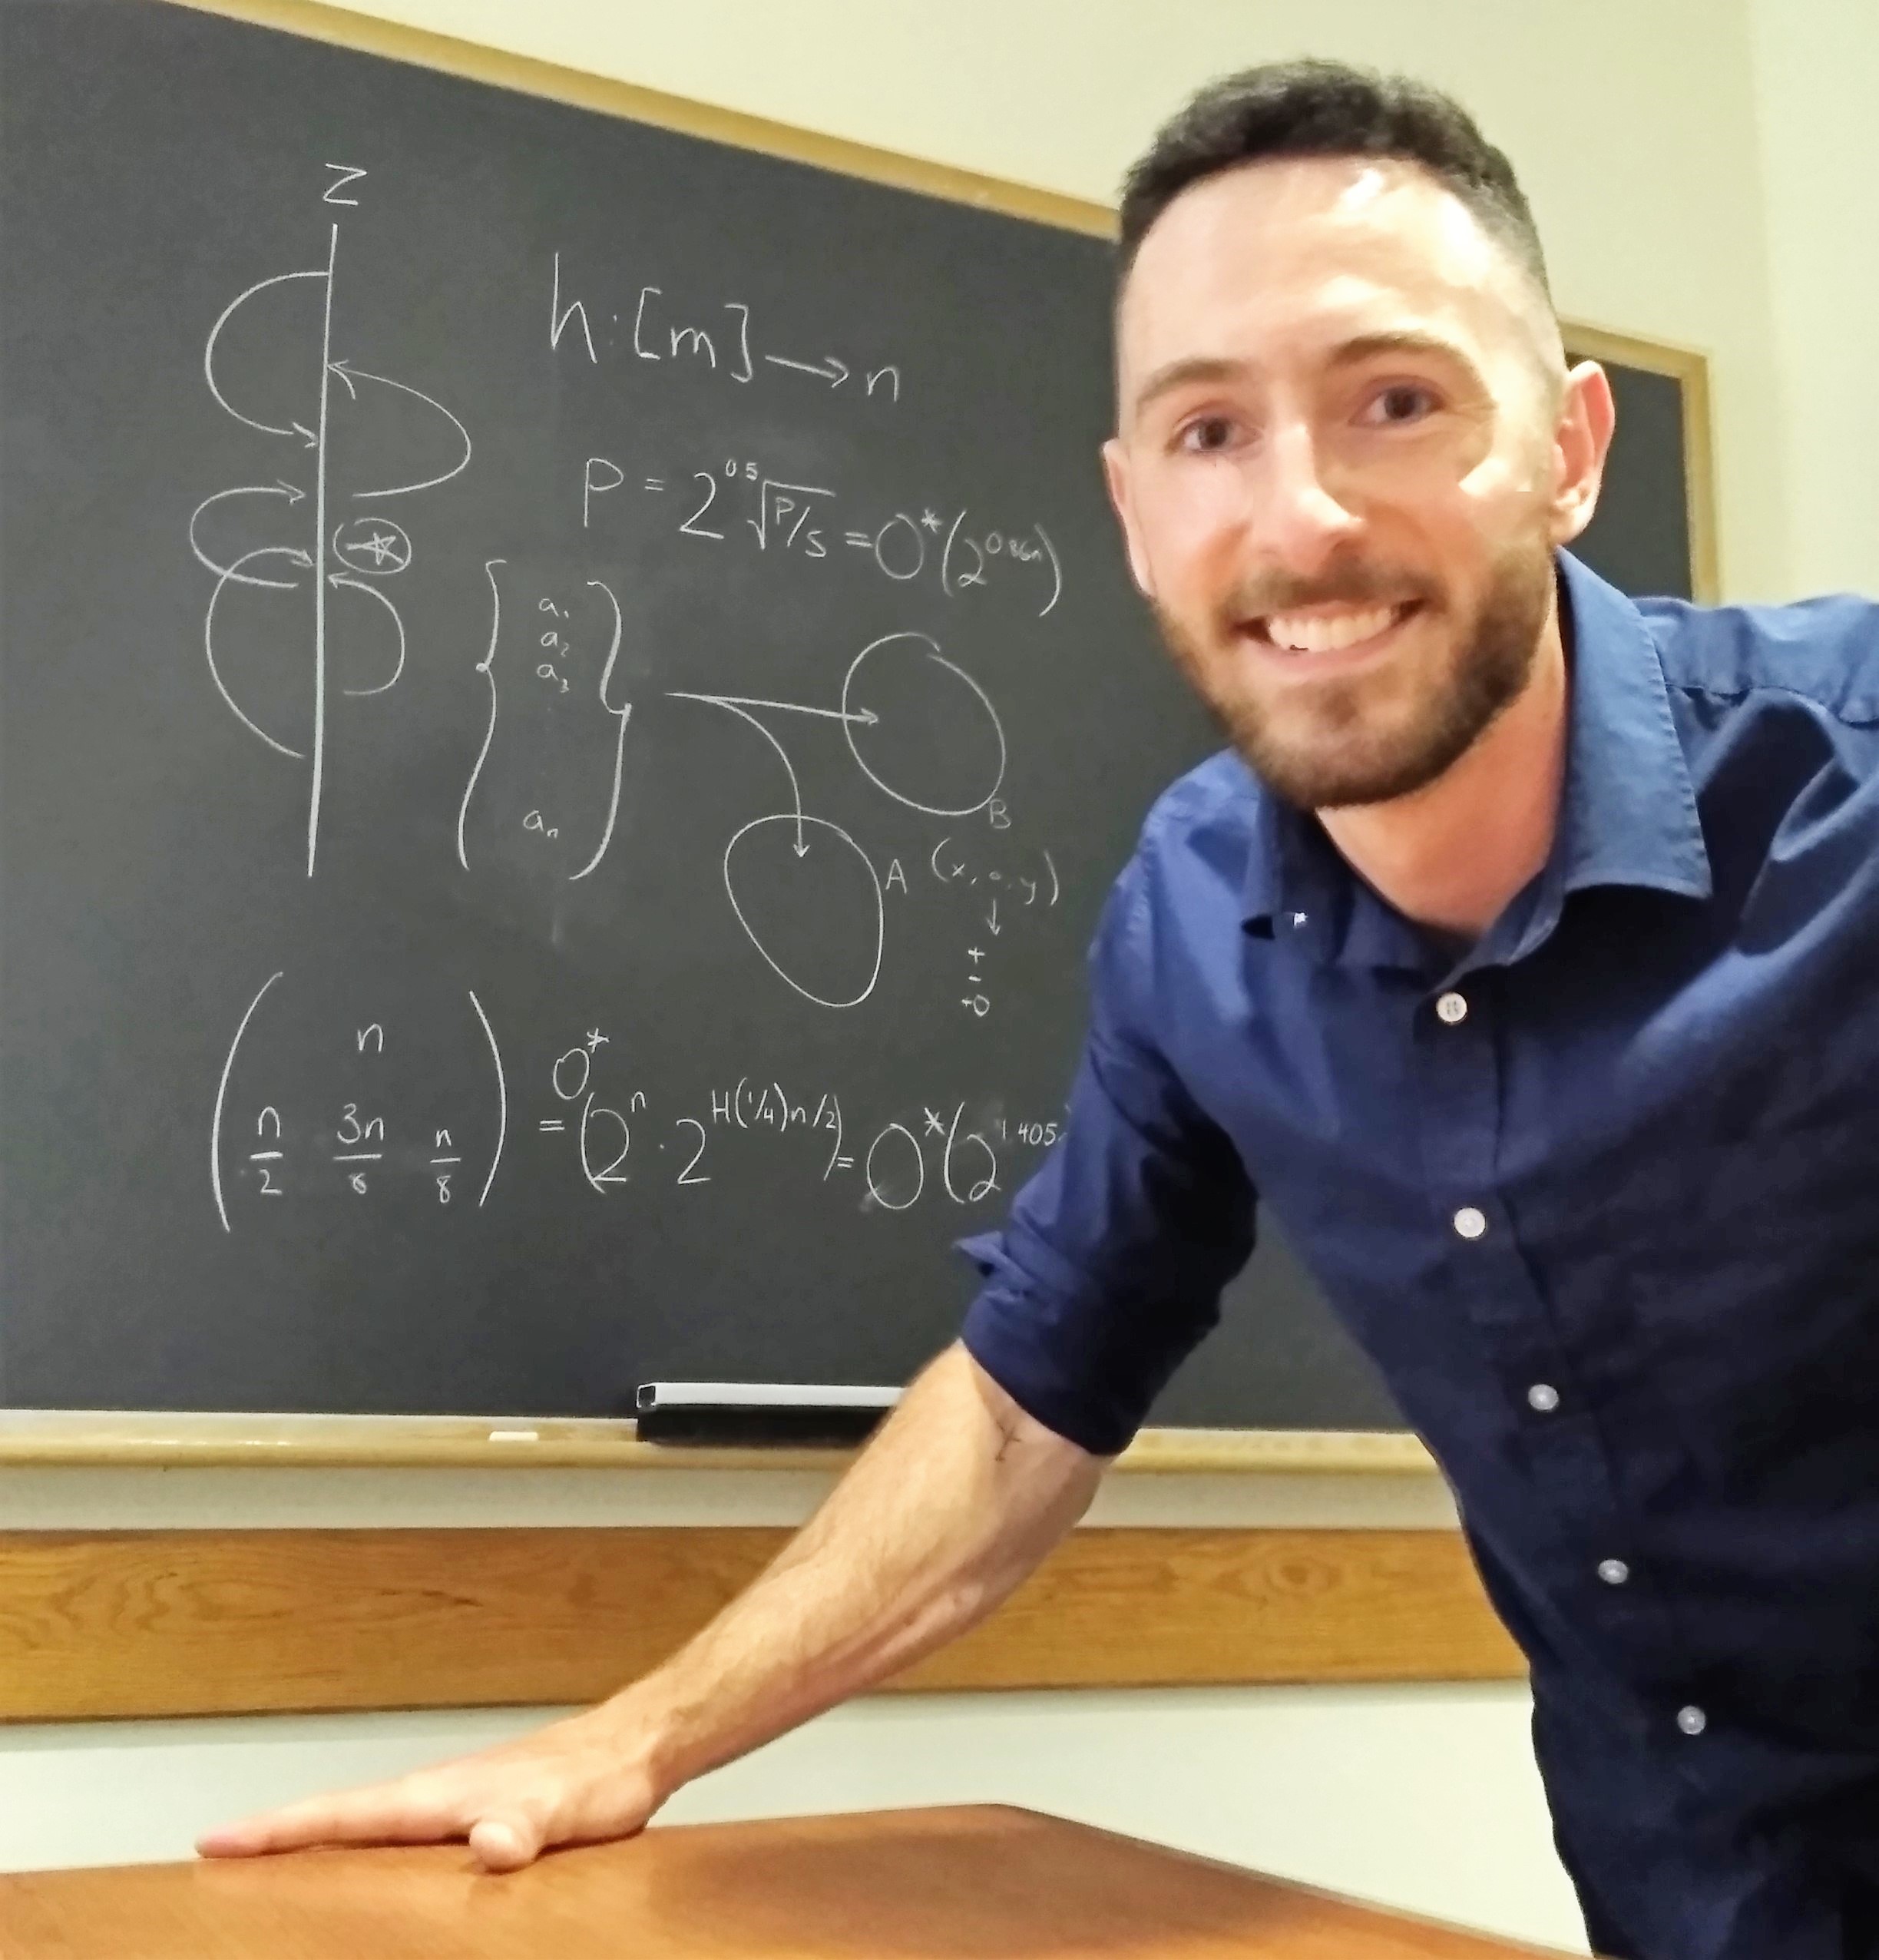 Z
h:[m]→n
P = 2^0.5 √P/s = O*(2^0.86n)
a₁
a₂
a₃
aₙ
B
A
(x, o, y)
↓
+
-
+0
( n
n/2 3n/8 n/8 ) = O*(2^n · 2^H(1/4)n/2) = O*(2^1.405n